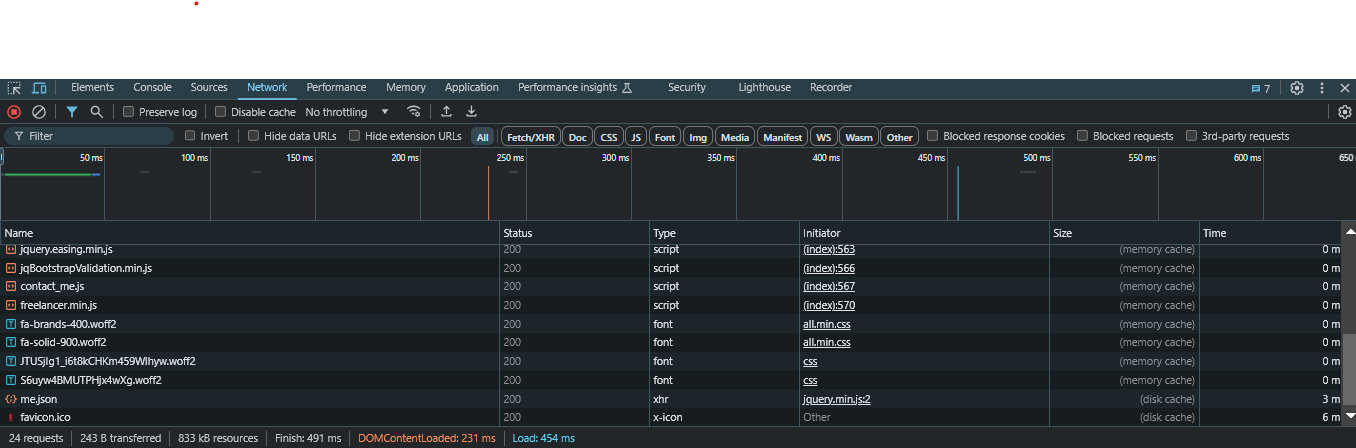 Elements Console Sources Network Performance Memory Application Performance insights Security Lighthouse Recorder 7
Preserve log Disable cache No throttling
Filter Invert Hide data URLs Hide extension URLs All Fetch/XHR Doc CSS JS Font Img Media Manifest WS Wasm Other Blocked response cookies Blocked requests 3rd-party requests
50 ms 100 ms 150 ms 200 ms 250 ms 300 ms 350 ms 400 ms 450 ms 500 ms 550 ms 600 ms 650
Name Status Type Initiator Size Time
jquery.easing.min.js 200 script (index):563 (memory cache) 0 m
jqBootstrapValidation.min.js 200 script (index):566 (memory cache) 0 m
contact_me.js 200 script (index):567 (memory cache) 0 m
freelancer.min.js 200 script (index):570 (memory cache) 0 m
fa-brands-400.woff2 200 font all.min.css (memory cache) 0 m
fa-solid-900.woff2 200 font all.min.css (memory cache) 0 m
JTUSjIg1_i6t8kCHKm459Wlhyw.woff2 200 font css (memory cache) 0 m
S6uyw4BMUTPHjx4wXg.woff2 200 font css (memory cache) 0 m
me.json 200 xhr jquery.min.js:2 (disk cache) 3 m
favicon.ico 200 x-icon Other (disk cache) 6 m
24 requests 243 B transferred 833 kB resources Finish: 491 ms DOMContentLoaded: 231 ms Load: 454 ms